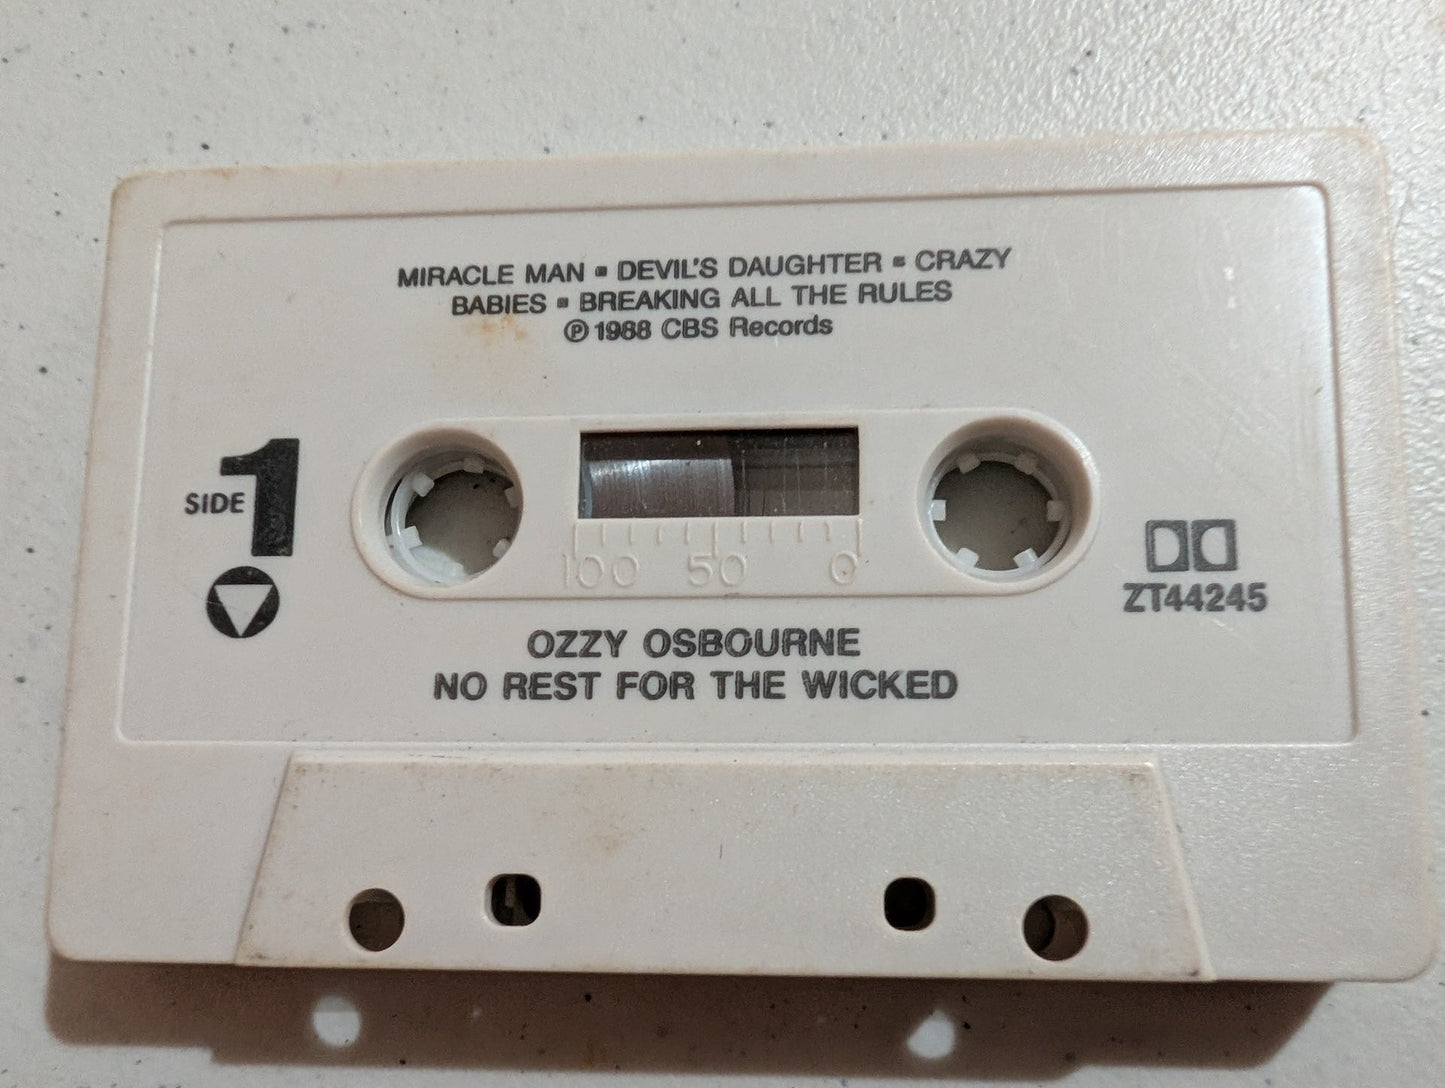 MIRACLE MAN ▪ DEVIL'S DAUGHTER ▪ CRAZY
BABIES ▪ BREAKING ALL THE RULES
℗ 1988 CBS Records
SIDE 1
100 50 0
ZT44245
OZZY OSBOURNE
NO REST FOR THE WICKED